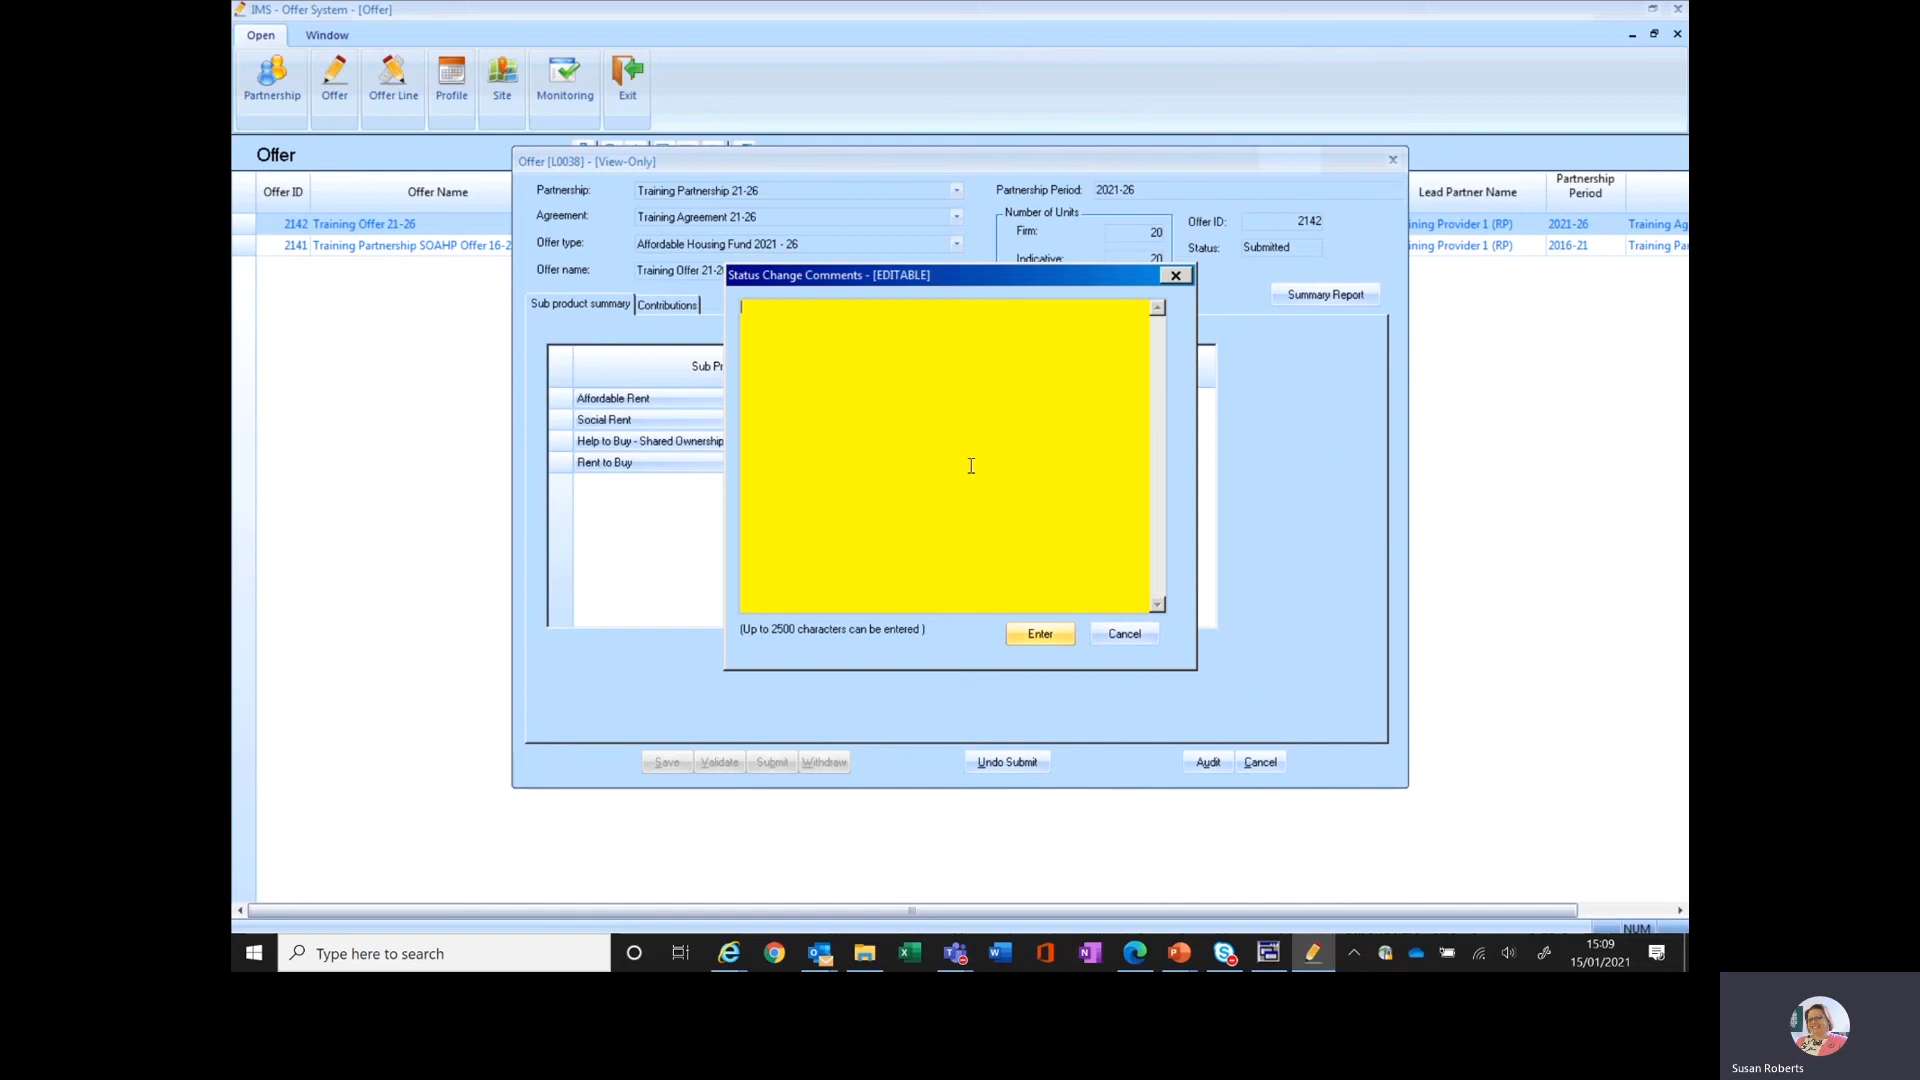 IMS - Offer System - [Offer]
Open Window
Partnership Offer Offer Line Profile Site Monitoring Exit
Offer
Offer ID Offer Name
2142 Training Offer 21-26
2141 Training Partnership SOAHP Offer 16-2
Lead Partner Name Partnership Period
ining Provider 1 (RP) 2021-26 Training Ag
ining Provider 1 (RP) 2016-21 Training Pa
Offer [L0038] - [View-Only]
Partnership: Training Partnership 21-26 Partnership Period: 2021-26
Agreement: Training Agreement 21-26
Number of Units
Firm: 20
Indicative: 20
Offer ID: 2142
Status: Submitted
Offer type: Affordable Housing Fund 2021 - 26
Offer name: Training Offer 21-2
Summary Report
Sub product summary Contributions
Sub Pr
Affordable Rent
Social Rent
Help to Buy - Shared Ownership
Rent to Buy
Status Change Comments - [EDITABLE]
(Up to 2500 characters can be entered )
Enter Cancel
Save Validate Submit Withdraw Undo Submit Audit Cancel
NUM
Type here to search
15:09
15/01/2021
Susan Roberts